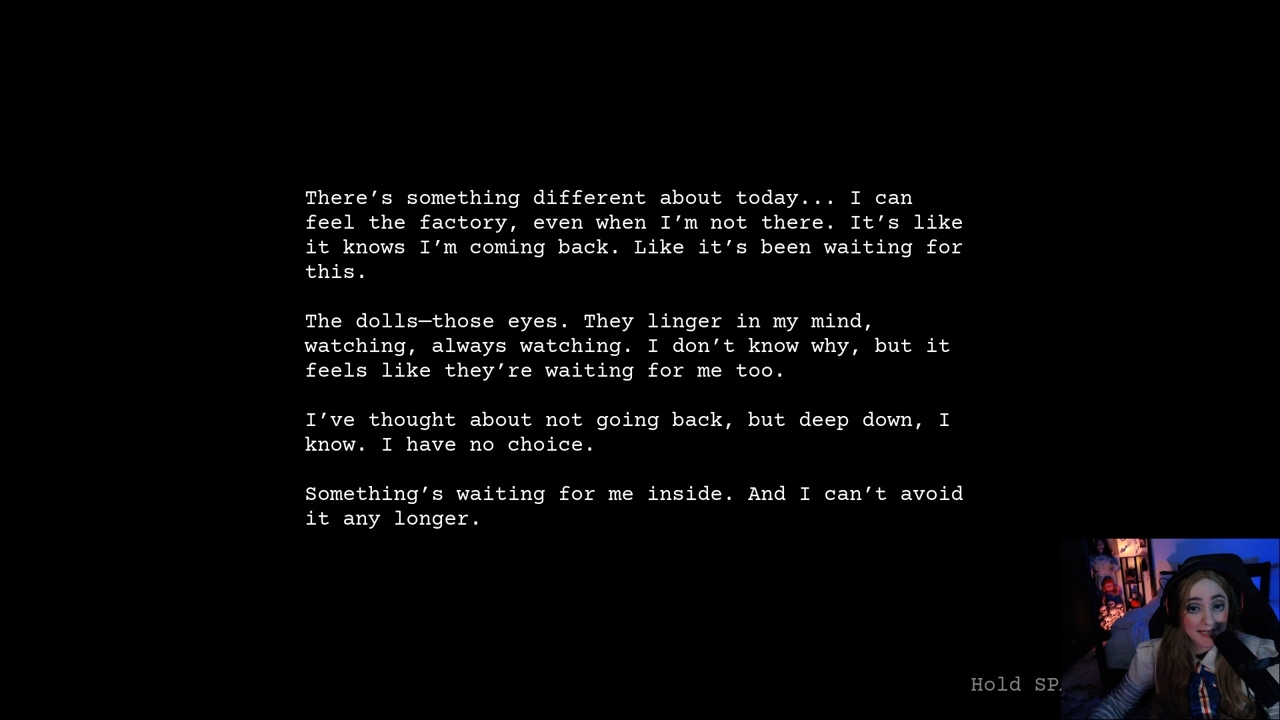 There’s something different about today... I can
feel the factory, even when I’m not there. It’s like
it knows I’m coming back. Like it’s been waiting for
this.
The dolls—those eyes. They linger in my mind,
watching, always watching. I don’t know why, but it
feels like they’re waiting for me too.
I’ve thought about not going back, but deep down, I
know. I have no choice.
Something’s waiting for me inside. And I can’t avoid
it any longer.
Hold